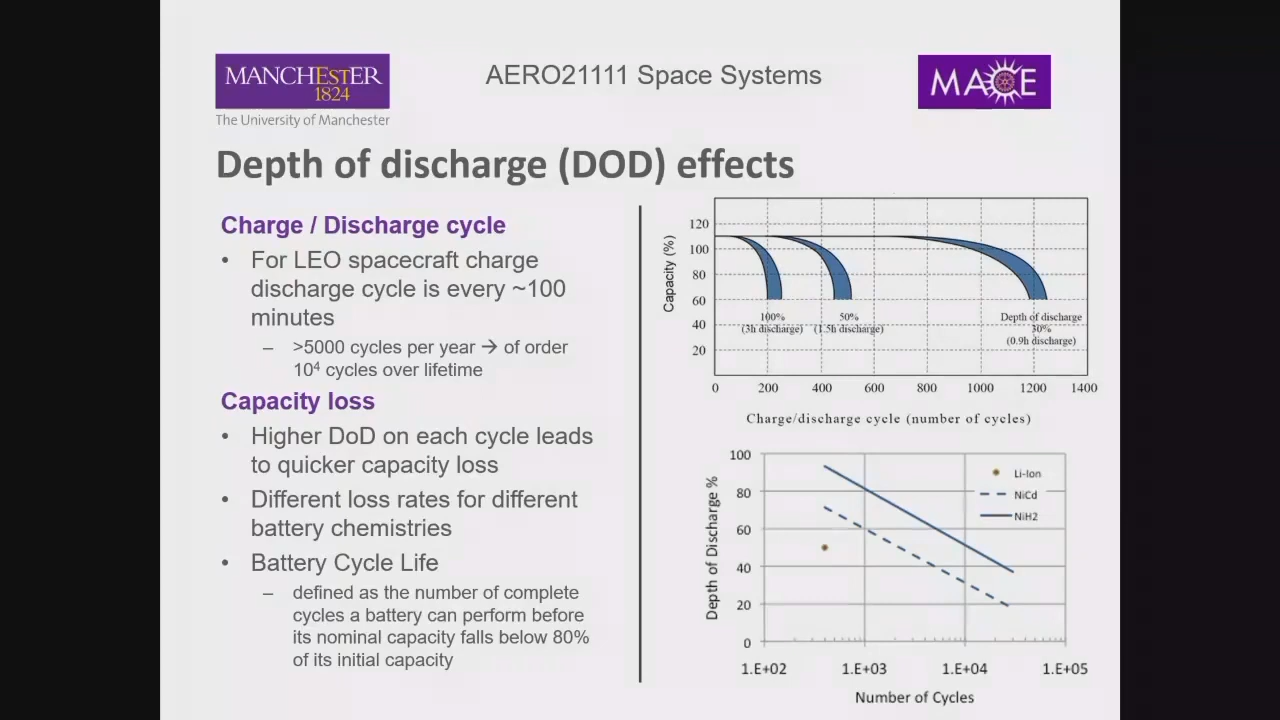 MANCHEstER
1824
The University of Manchester
AERO21111 Space Systems
MACE
Depth of discharge (DOD) effects
Charge / Discharge cycle
• For LEO spacecraft charge
discharge cycle is every ~100
minutes
– >5000 cycles per year → of order
10⁴ cycles over lifetime
Capacity loss
• Higher DoD on each cycle leads
to quicker capacity loss
• Different loss rates for different
battery chemistries
• Battery Cycle Life
– defined as the number of complete
cycles a battery can perform before
its nominal capacity falls below 80%
of its initial capacity
Capacity (%)
120
100
80
60
40
20
100%
(3h discharge)
50%
(1.5h discharge)
Depth of discharge
30%
(0.9h discharge)
0 200 400 600 800 1000 1200 1400
Charge/discharge cycle (number of cycles)
Depth of Discharge %
100
80
60
40
20
0
Li-Ion
NiCd
NiH2
1.E+02 1.E+03 1.E+04 1.E+05
Number of Cycles